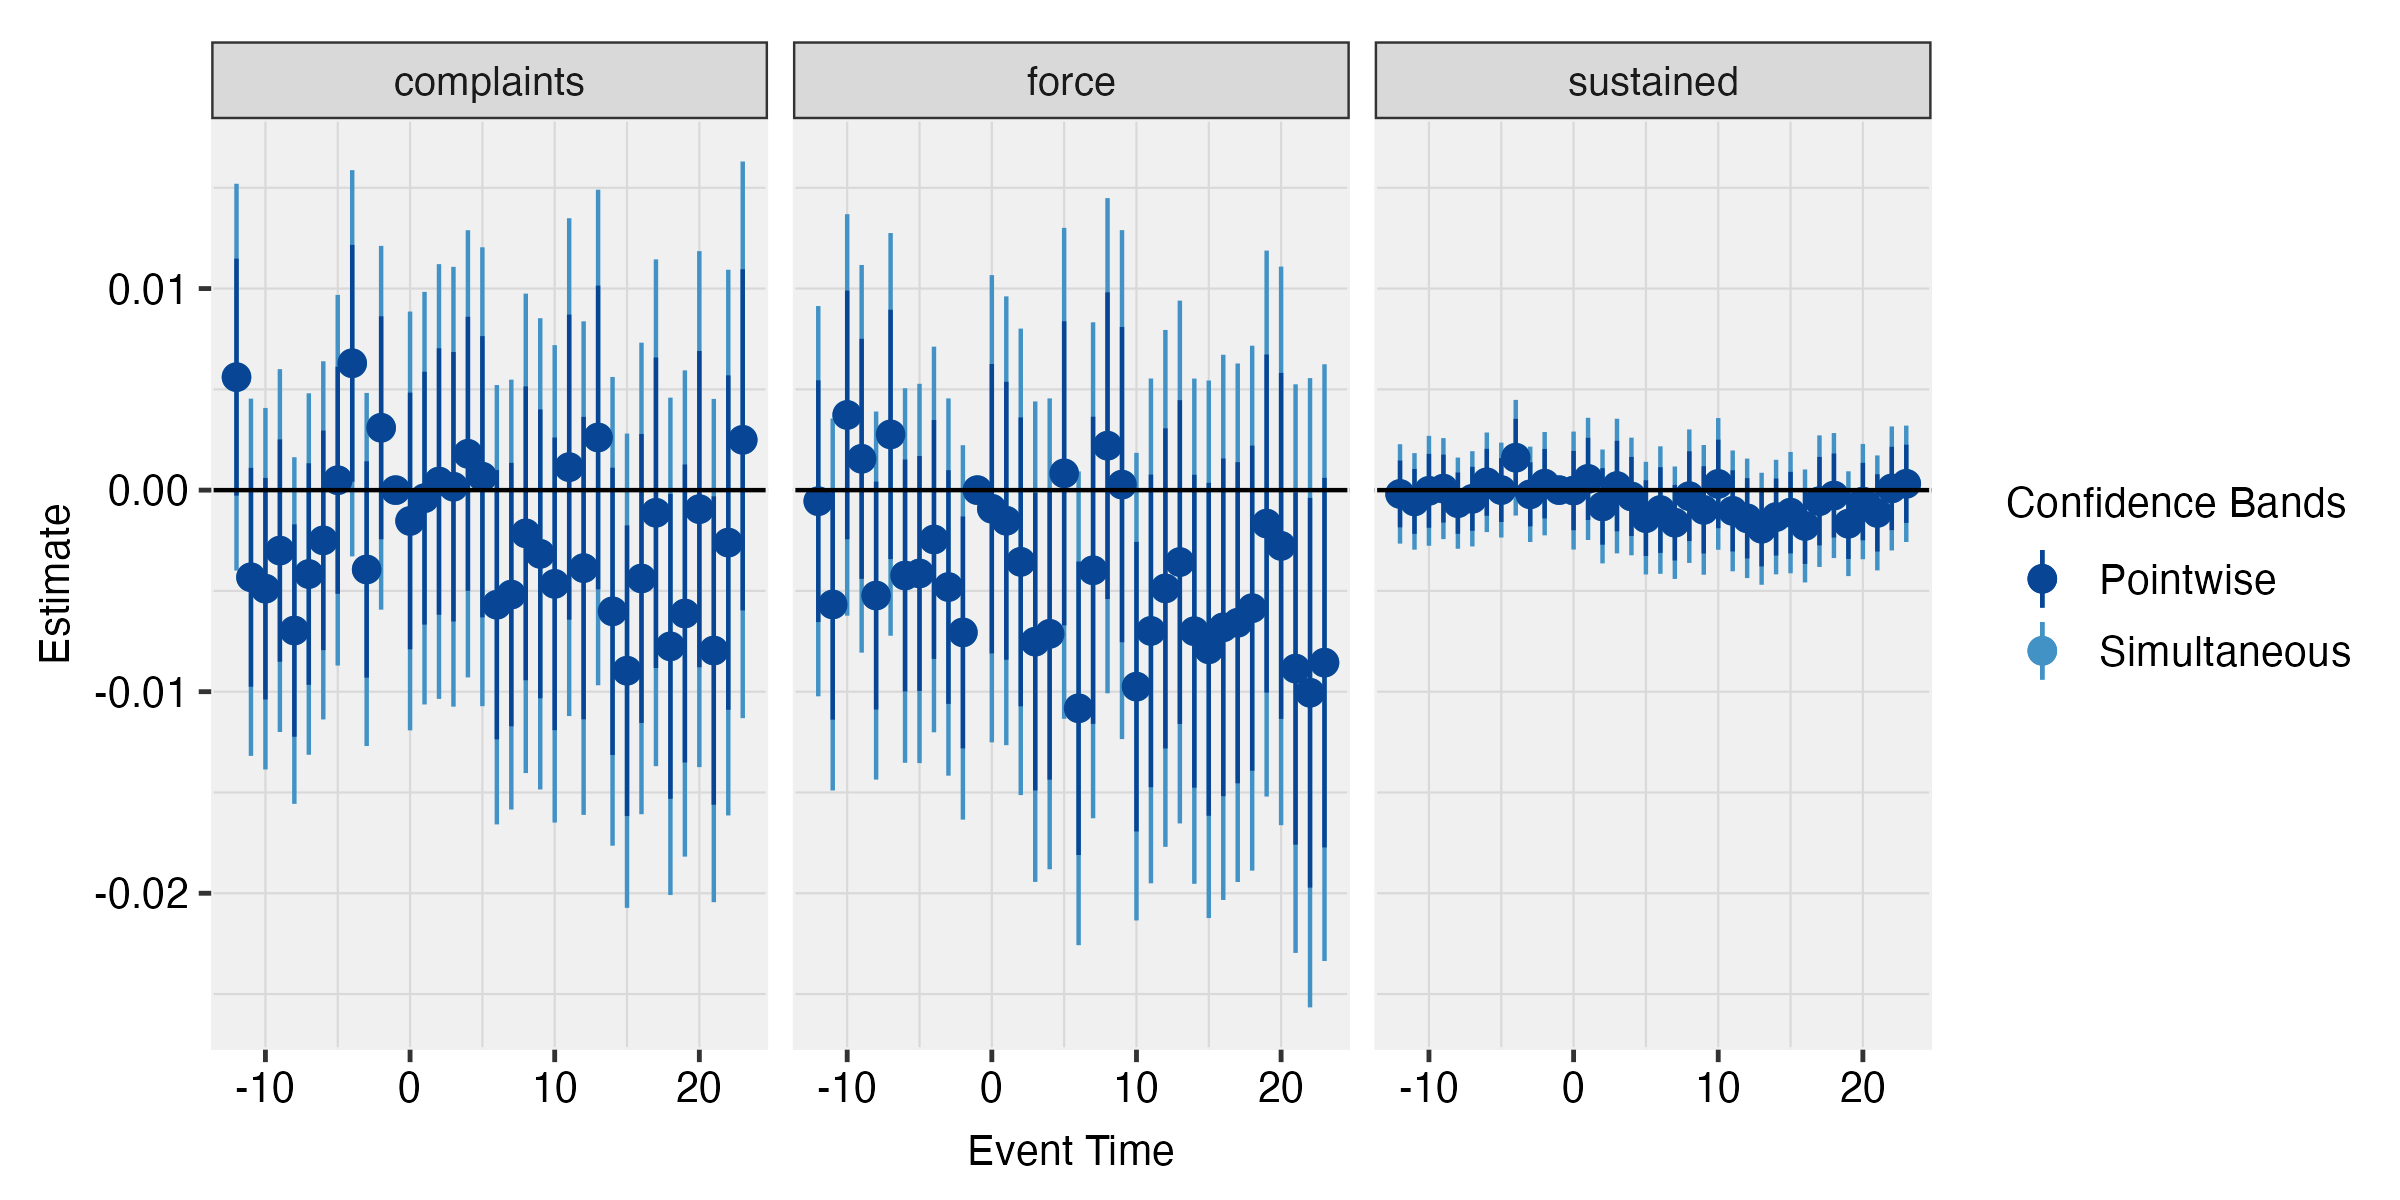 complaints force sustained
0.01
0.00
-0.01
-0.02
Estimate
-10 0 10 20 -10 0 10 20 -10 0 10 20
Event Time
Confidence Bands
Pointwise
Simultaneous